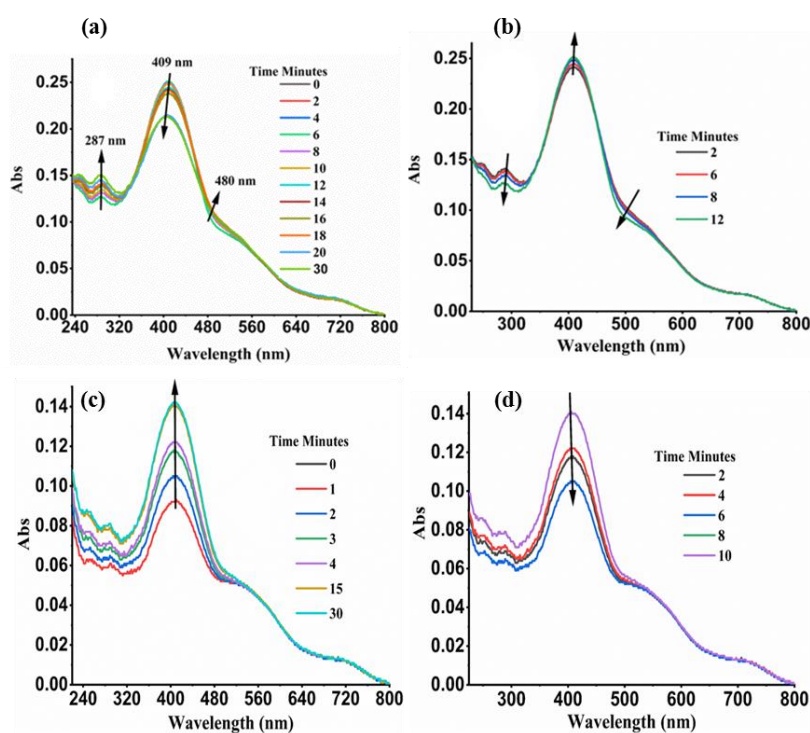 (a)
409 nm
287 nm
480 nm
Time Minutes
0
2
4
6
8
10
12
14
16
18
20
30
Abs
0.25
0.20
0.15
0.10
0.05
0.00
240 320 400 480 560 640 720 800
Wavelength (nm)
(b)
Time Minutes
2
6
8
12
Abs
0.25
0.20
0.15
0.10
0.05
0.00
300 400 500 600 700 800
Wavelength (nm)
(c)
Time Minutes
0
1
2
3
4
15
30
Abs
0.14
0.12
0.10
0.08
0.06
0.04
0.02
0.00
240 320 400 480 560 640 720 800
Wavelength (nm)
(d)
Time Minutes
2
4
6
8
10
Abs
0.14
0.12
0.10
0.08
0.06
0.04
0.02
0.00
300 400 500 600 700 800
Wavelength (nm)